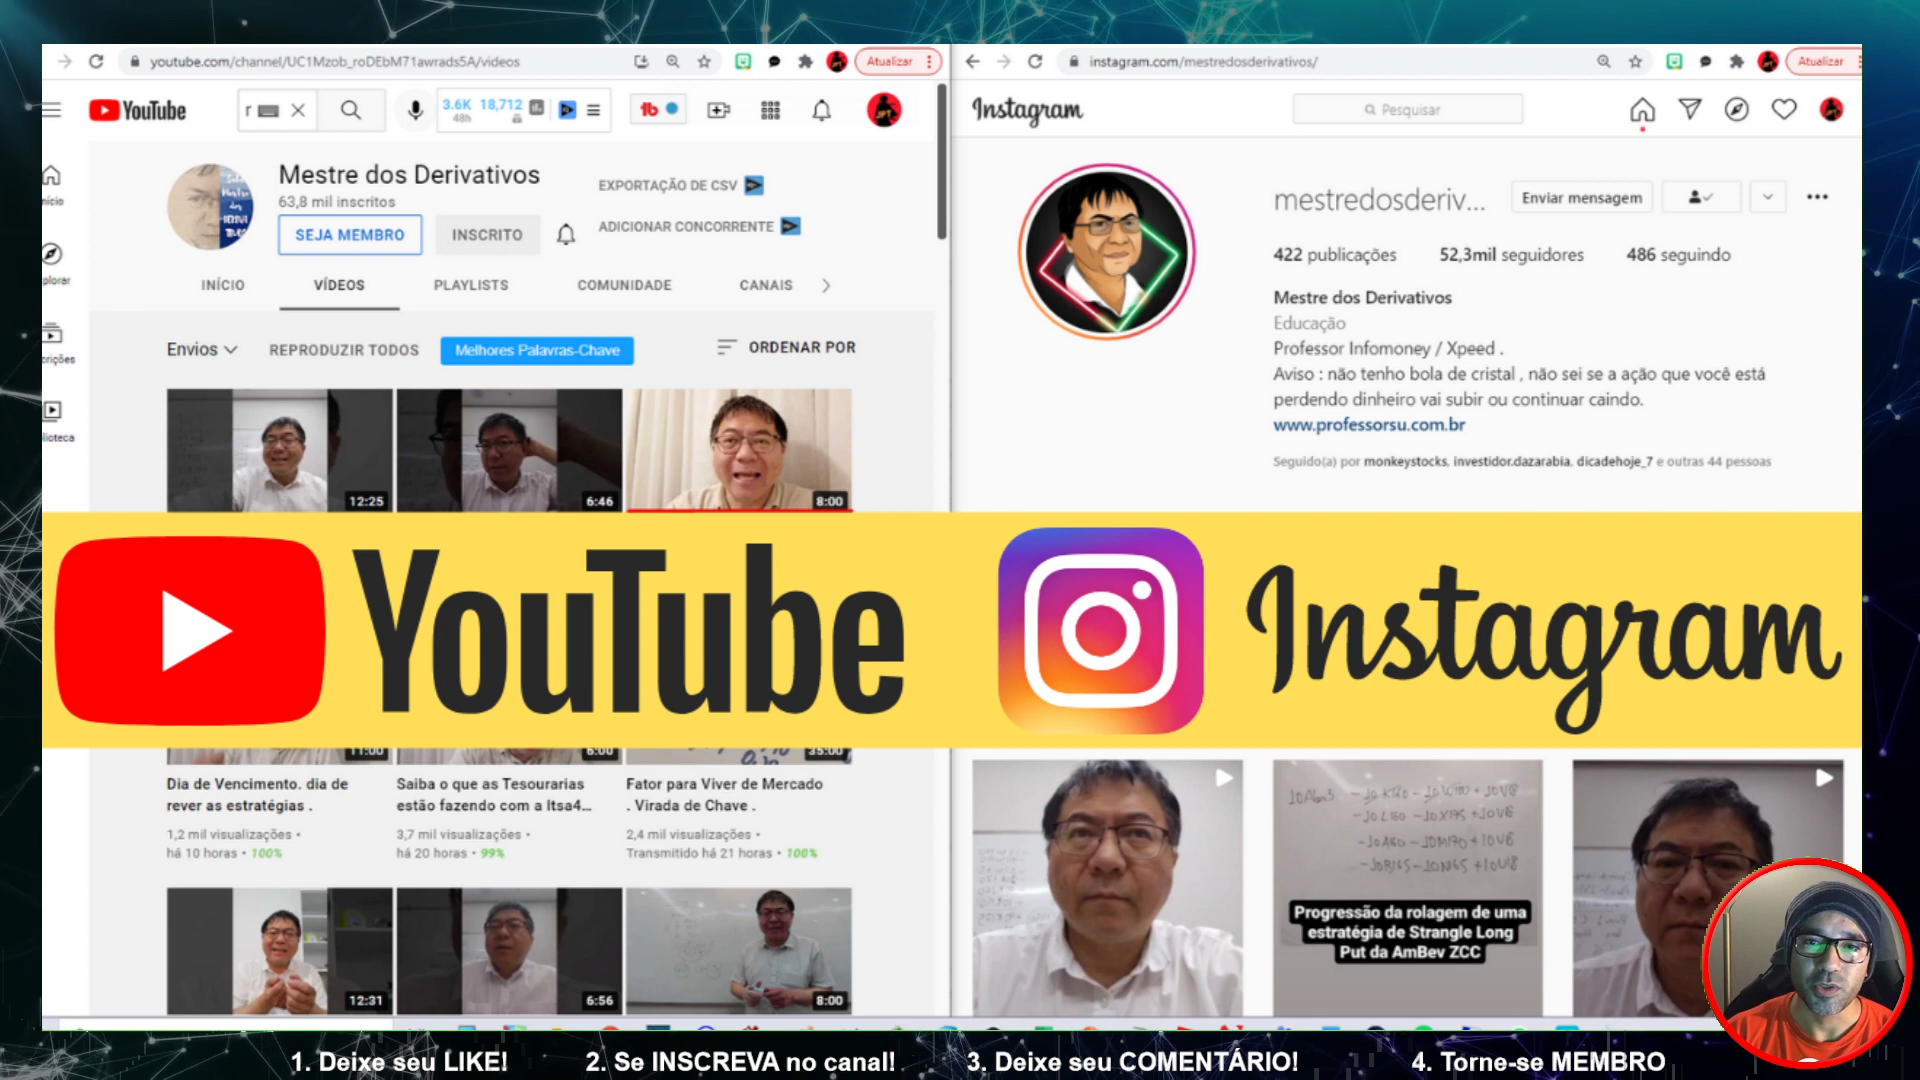 youtube.com/channel/UC1Mzob_roDEbM71awrads5A/videos
Atualizar
YouTube
r
3.6K 18,712
48h
Mestre dos Derivativos
63,8 mil inscritos
SEJA MEMBRO
INSCRITO
EXPORTAÇÃO DE CSV
ADICIONAR CONCORRENTE
INÍCIO
VÍDEOS
PLAYLISTS
COMUNIDADE
CANAIS
Envios
REPRODUZIR TODOS
Melhores Palavras-Chave
ORDENAR POR
12:25
6:46
8:00
instagram.com/mestredosderivativos/
Atualizar
Instagram
Pesquisar
mestredosderiv...
Enviar mensagem
422 publicações
52,3mil seguidores
486 seguindo
Mestre dos Derivativos
Educação
Professor Infomoney / Xpeed .
Aviso : não tenho bola de cristal , não sei se a ação que você está
perdendo dinheiro vai subir ou continuar caindo.
www.professorsu.com.br
Seguido(a) por monkeystocks, investidor.dazarabia, dicadehoje_7 e outras 44 pessoas
YouTube
Instagram
11:00
6:00
35:00
Dia de Vencimento. dia de
rever as estratégias .
1,2 mil visualizações •
há 10 horas • 100%
Saiba o que as Tesourarias
estão fazendo com a Itsa4...
3,7 mil visualizações •
há 20 horas • 99%
Fator para Viver de Mercado
. Virada de Chave .
2,4 mil visualizações •
Transmitido há 21 horas • 100%
12:31
6:56
8:00
Progressão da rolagem de uma
estratégia de Strangle Long
Put da AmBev ZCC
1. Deixe seu LIKE!
2. Se INSCREVA no canal!
3. Deixe seu COMENTÁRIO!
4. Torne-se MEMBRO